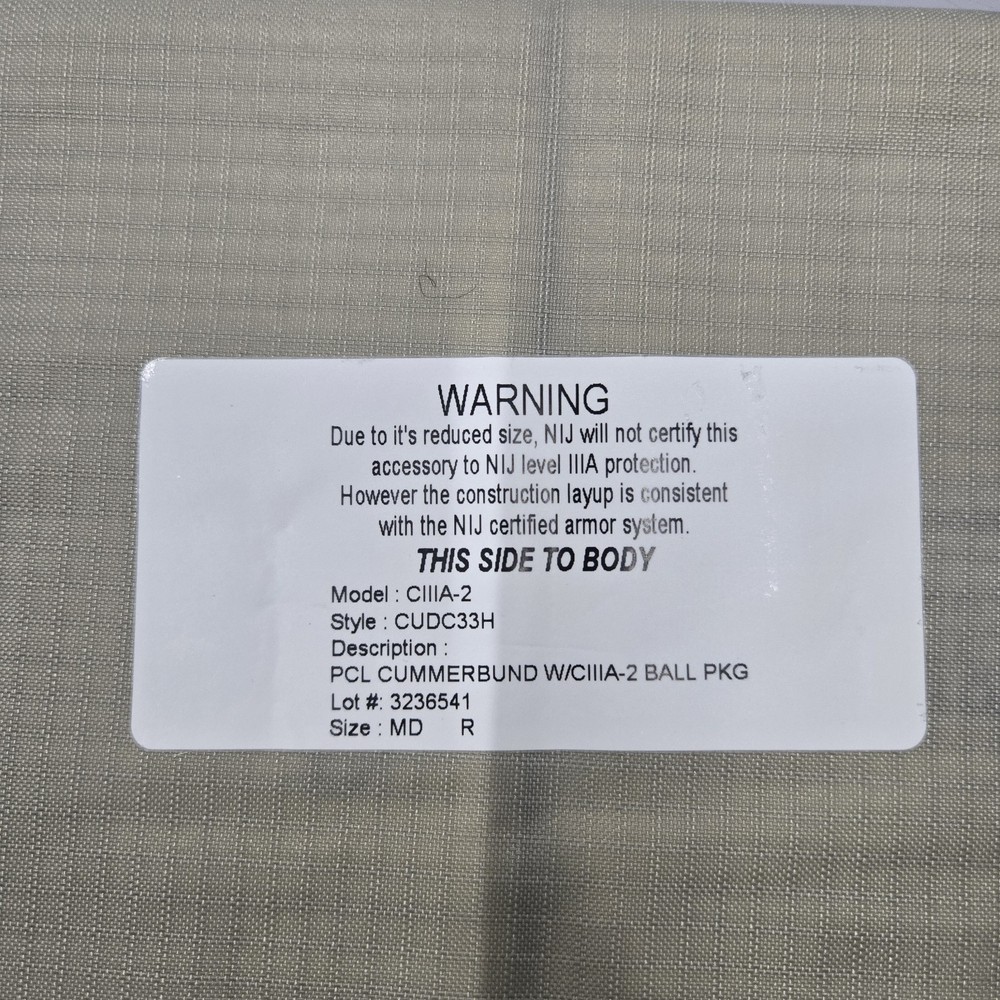 WARNING
Due to it's reduced size, NIJ will not certify this
accessory to NIJ level IIIA protection.
However the construction layup is consistent
with the NIJ certified armor system.
THIS SIDE TO BODY
Model : CIIIA-2
Style : CUDC33H
Description :
PCL CUMMERBUND W/CIIIA-2 BALL PKG
Lot #: 3236541
Size : MD R